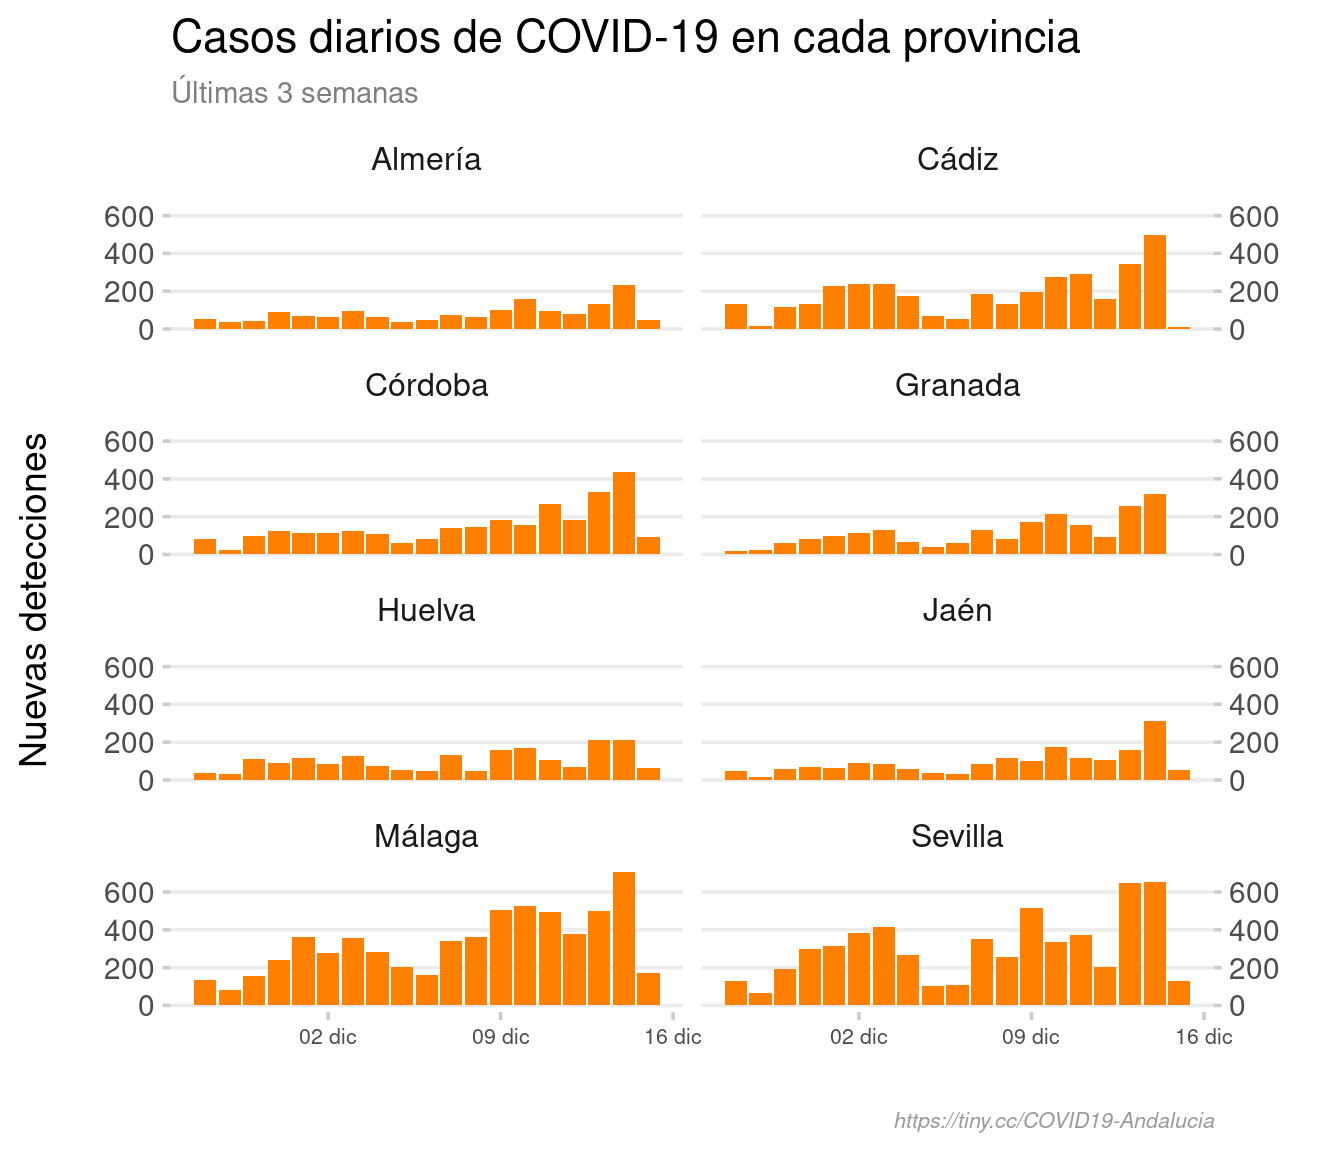 Casos diarios de COVID-19 en cada provincia
Últimas 3 semanas
Nuevas detecciones
Almería
Cádiz
600
400
200
0
600
400
200
0
Córdoba
Granada
600
400
200
0
600
400
200
0
Huelva
Jaén
600
400
200
0
600
400
200
0
Málaga
Sevilla
600
400
200
0
600
400
200
0
02 dic 09 dic 16 dic
02 dic 09 dic 16 dic
https://tiny.cc/COVID19-Andalucia